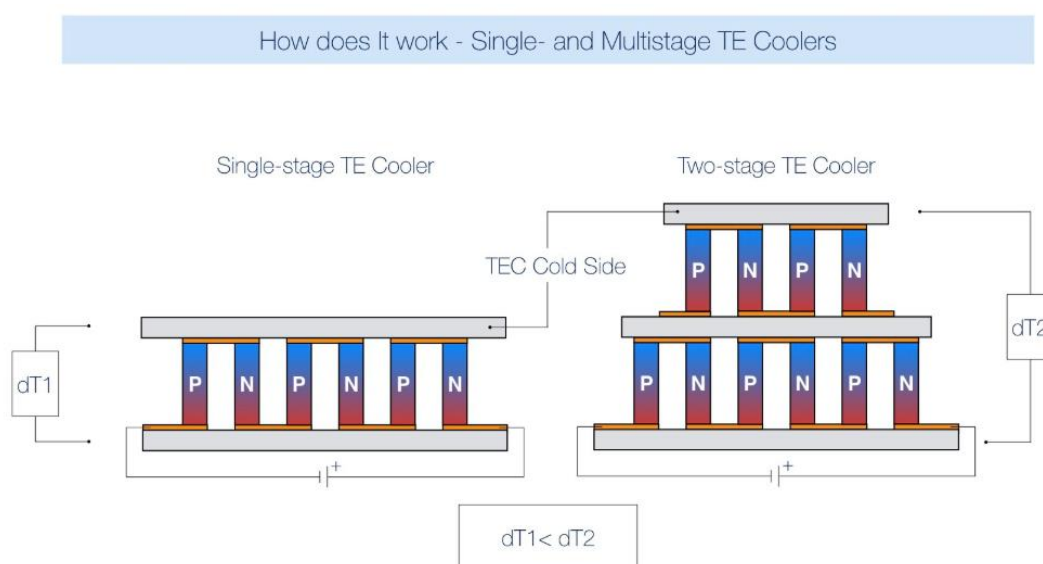 How does It work - Single- and Multistage TE Coolers
Single-stage TE Cooler
Two-stage TE Cooler
TEC Cold Side
P N P N
dT1
P N P N P N
P N P N P N
dT2
+
+
dT1< dT2